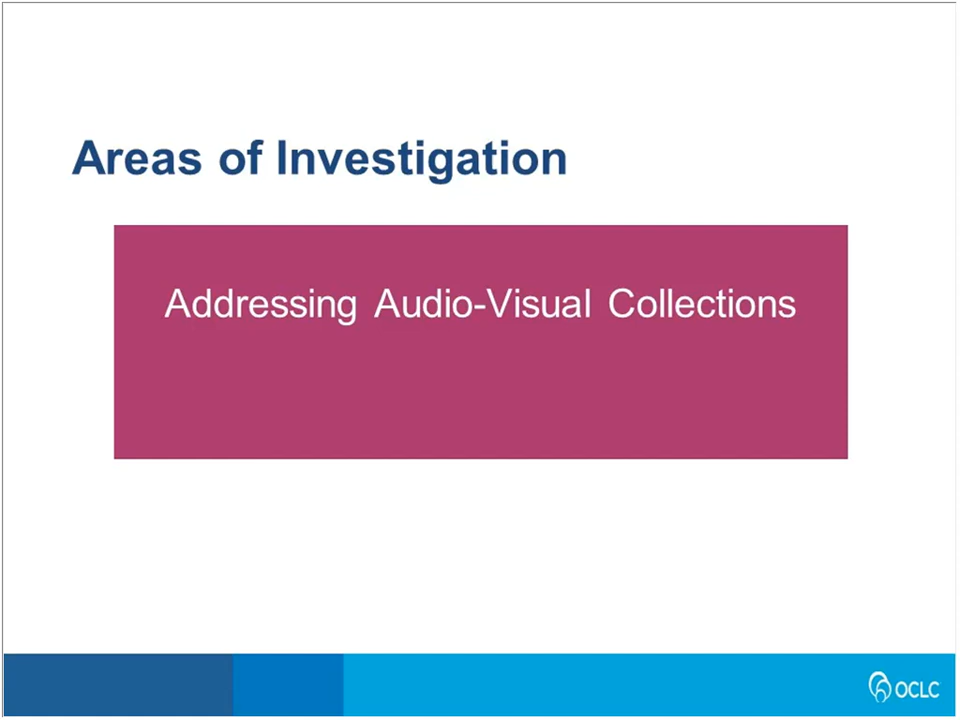 Areas of Investigation
Addressing Audio-Visual Collections
OCLC